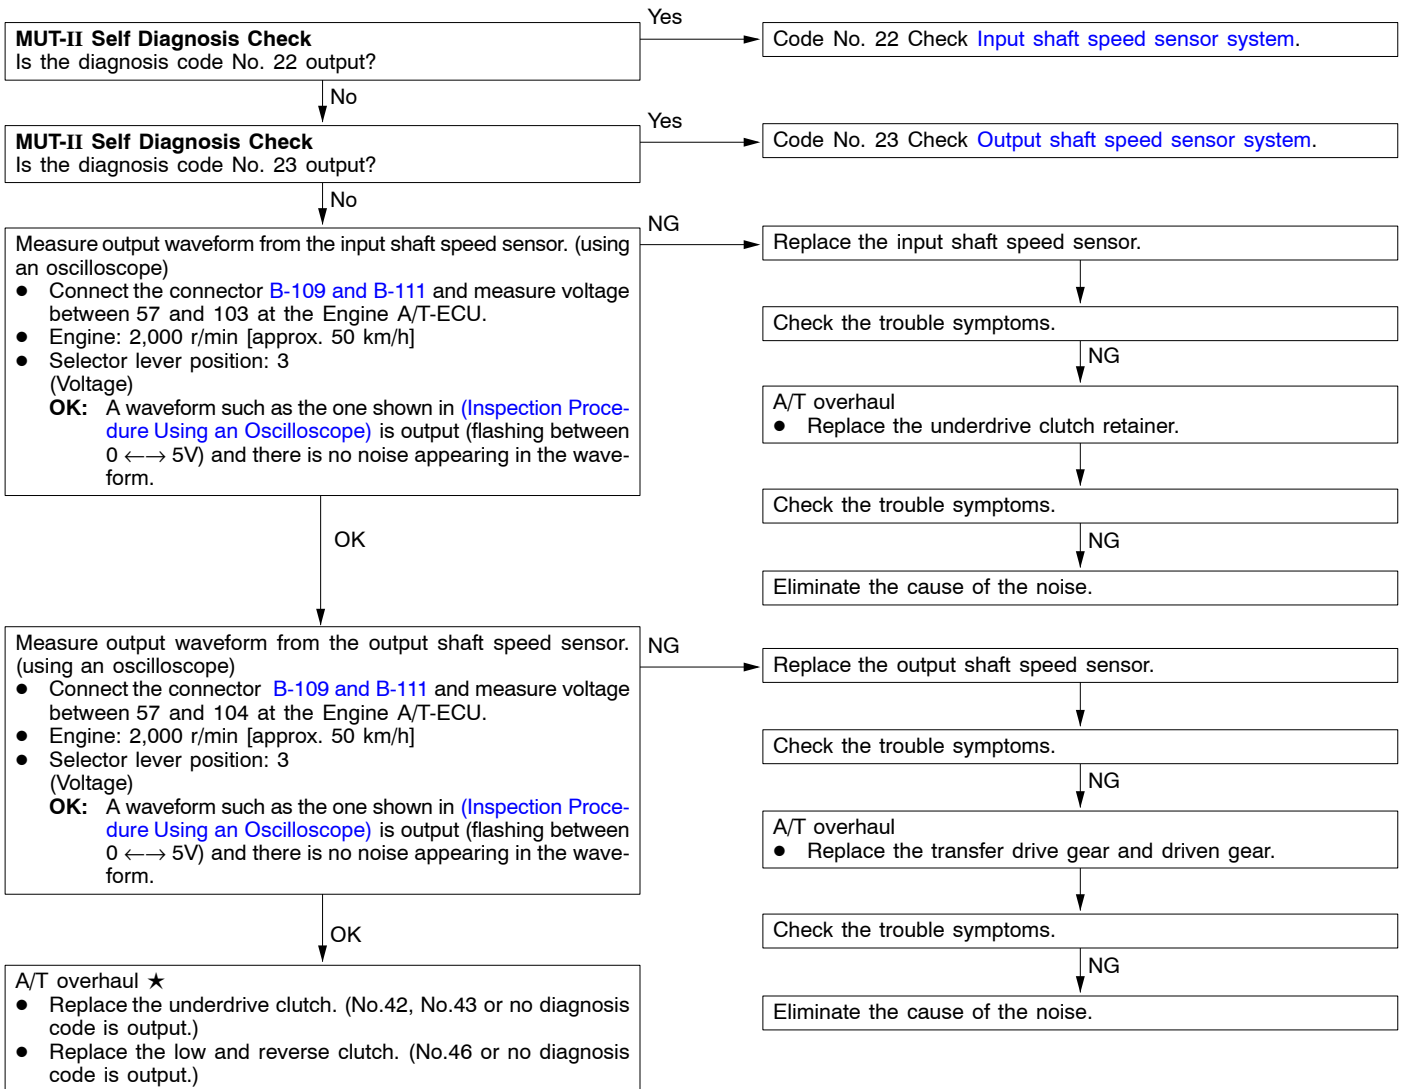 MUT-II Self Diagnosis Check
Is the diagnosis code No. 22 output?
Yes
Code No. 22 Check Input shaft speed sensor system.
No
MUT-II Self Diagnosis Check
Is the diagnosis code No. 23 output?
Yes
Code No. 23 Check Output shaft speed sensor system.
No
Measure output waveform from the input shaft speed sensor. (using
an oscilloscope)
● Connect the connector B-109 and B-111 and measure voltage
between 57 and 103 at the Engine A/T-ECU.
● Engine: 2,000 r/min [approx. 50 km/h]
● Selector lever position: 3
(Voltage)
OK: A waveform such as the one shown in (Inspection Proce-
dure Using an Oscilloscope) is output (flashing between
0 ←→ 5V) and there is no noise appearing in the wave-
form.
NG
Replace the input shaft speed sensor.
Check the trouble symptoms.
NG
A/T overhaul
● Replace the underdrive clutch retainer.
Check the trouble symptoms.
NG
Eliminate the cause of the noise.
OK
Measure output waveform from the output shaft speed sensor.
(using an oscilloscope)
● Connect the connector B-109 and B-111 and measure voltage
between 57 and 104 at the Engine A/T-ECU.
● Engine: 2,000 r/min [approx. 50 km/h]
● Selector lever position: 3
(Voltage)
OK: A waveform such as the one shown in (Inspection Proce-
dure Using an Oscilloscope) is output (flashing between
0 ←→ 5V) and there is no noise appearing in the wave-
form.
NG
Replace the output shaft speed sensor.
Check the trouble symptoms.
NG
A/T overhaul
● Replace the transfer drive gear and driven gear.
Check the trouble symptoms.
NG
Eliminate the cause of the noise.
OK
A/T overhaul ★
● Replace the underdrive clutch. (No.42, No.43 or no diagnosis
code is output.)
● Replace the low and reverse clutch. (No.46 or no diagnosis
code is output.)